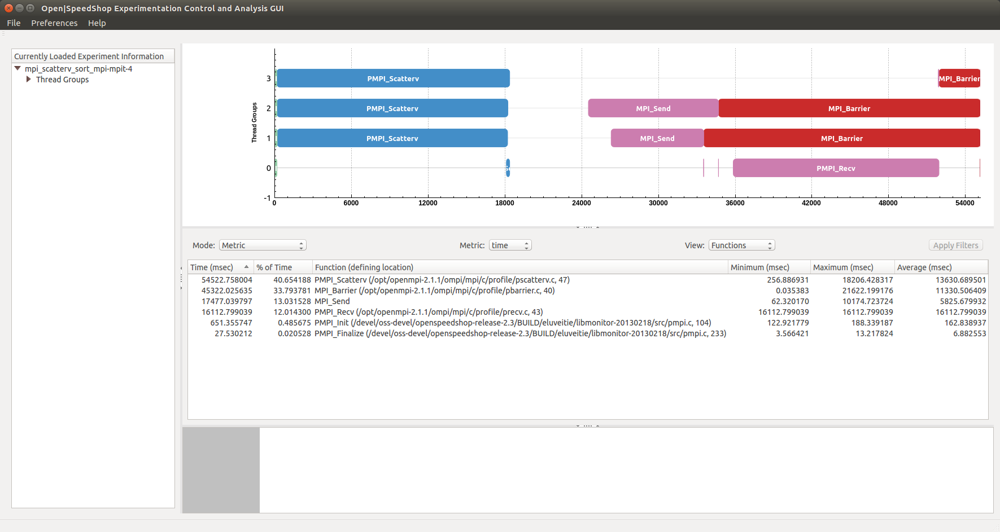 Open|SpeedShop Experimentation Control and Analysis GUI
File Preferences Help
Currently Loaded Experiment Information
mpi_scatterv_sort_mpi-mpit-4
Thread Groups
Thread Groups
3 PMPI_Scatterv MPI_Barrier
2 PMPI_Scatterv MPI_Send MPI_Barrier
1 PMPI_Scatterv MPI_Send MPI_Barrier
0 PMPI_Recv
-1
0 6000 12000 18000 24000 30000 36000 42000 48000 54000
Mode: Metric Metric: time View: Functions Apply Filters
Time (msec) % of Time Function (defining location) Minimum (msec) Maximum (msec) Average (msec)
54522.758004 40.654188 PMPI_Scatterv (/opt/openmpi-2.1.1/ompi/mpi/c/profile/pscatterv.c, 47) 256.886931 18206.428317 13630.689501
45322.025635 33.793781 MPI_Barrier (/opt/openmpi-2.1.1/ompi/mpi/c/profile/pbarrier.c, 40) 0.035383 21622.199176 11330.506409
17477.039797 13.031528 MPI_Send 62.320170 10174.723724 5825.679932
16112.799039 12.014300 PMPI_Recv (/opt/openmpi-2.1.1/ompi/mpi/c/profile/precv.c, 43) 16112.799039 16112.799039 16112.799039
651.355747 0.485675 PMPI_Init (/devel/oss-devel/openspeedshop-release-2.3/BUILD/eluveitie/libmonitor-20130218/src/pmpi.c, 104) 122.921779 188.339187 162.838937
27.530212 0.020528 PMPI_Finalize (/devel/oss-devel/openspeedshop-release-2.3/BUILD/eluveitie/libmonitor-20130218/src/pmpi.c, 233) 3.566421 13.217824 6.882553